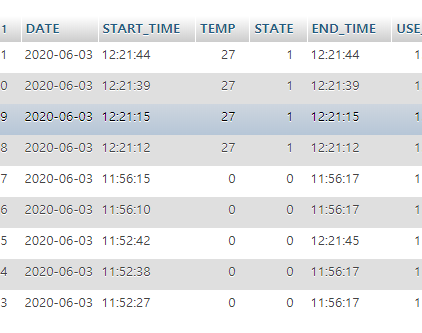 1 DATE START_TIME TEMP STATE END_TIME USE_
1 2020-06-03 12:21:44 27 1 12:21:44 1
0 2020-06-03 12:21:39 27 1 12:21:39 1
9 2020-06-03 12:21:15 27 1 12:21:15 1
8 2020-06-03 12:21:12 27 1 12:21:12 1
7 2020-06-03 11:56:15 0 0 11:56:17 1
6 2020-06-03 11:56:10 0 0 11:56:17 1
5 2020-06-03 11:52:42 0 0 12:21:45 1
4 2020-06-03 11:52:38 0 0 11:56:17 1
3 2020-06-03 11:52:27 0 0 11:56:17 1